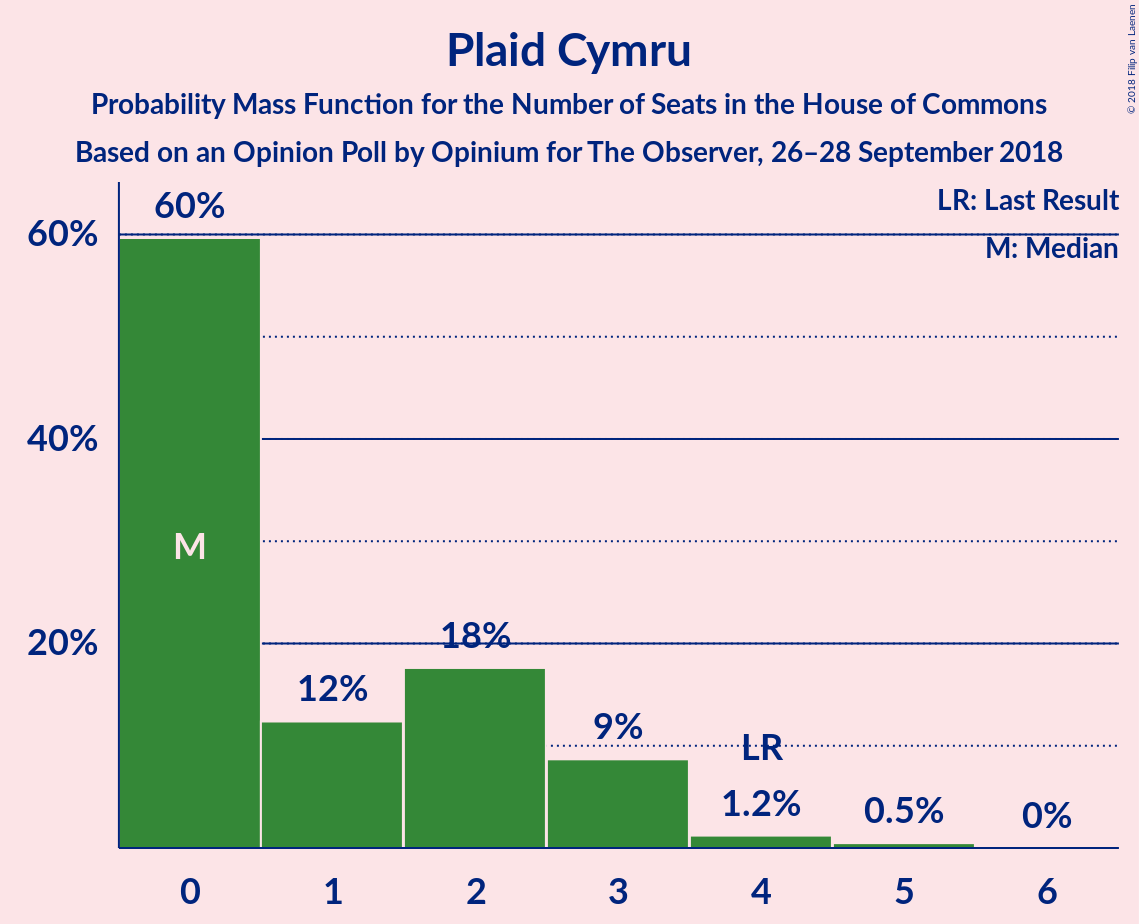 Plaid Cymru
Probability Mass Function for the Number of Seats in the House of Commons
Based on an Opinion Poll by Opinium for The Observer, 26–28 September 2018
© 2018 Filip van Laenen
LR: Last Result
M: Median
60%
40%
20%
60%
M
12%
18%
9%
LR
1.2%
0.5%
0%
0 1 2 3 4 5 6